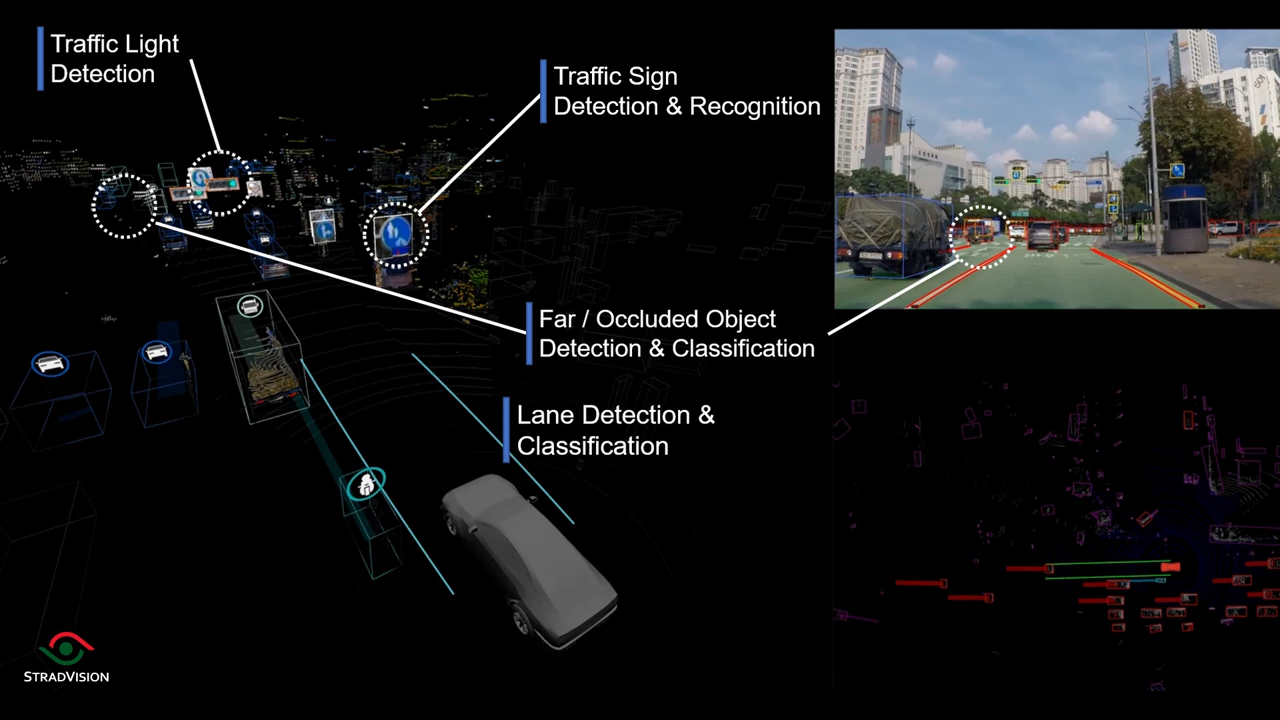 Traffic Light
Detection
Traffic Sign
Detection & Recognition
Far / Occluded Object
Detection & Classification
Lane Detection &
Classification
STRADVISION